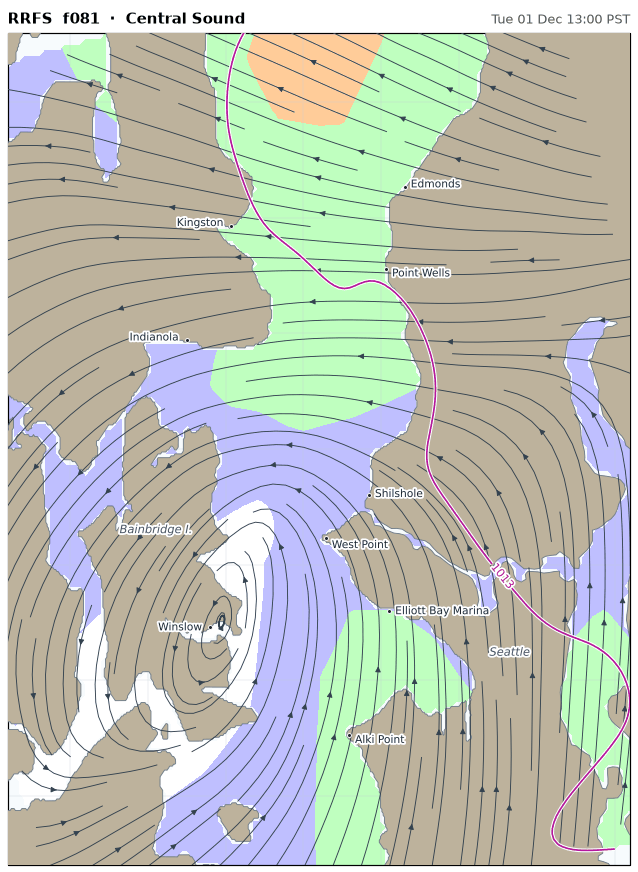 RRFS f081 · Central Sound
Tue 01 Dec 13:00 PST
Edmonds
Kingston
Point Wells
Indianola
Shilshole
Bainbridge I.
West Point
1013
Elliott Bay Marina
Winslow
Seattle
Alki Point